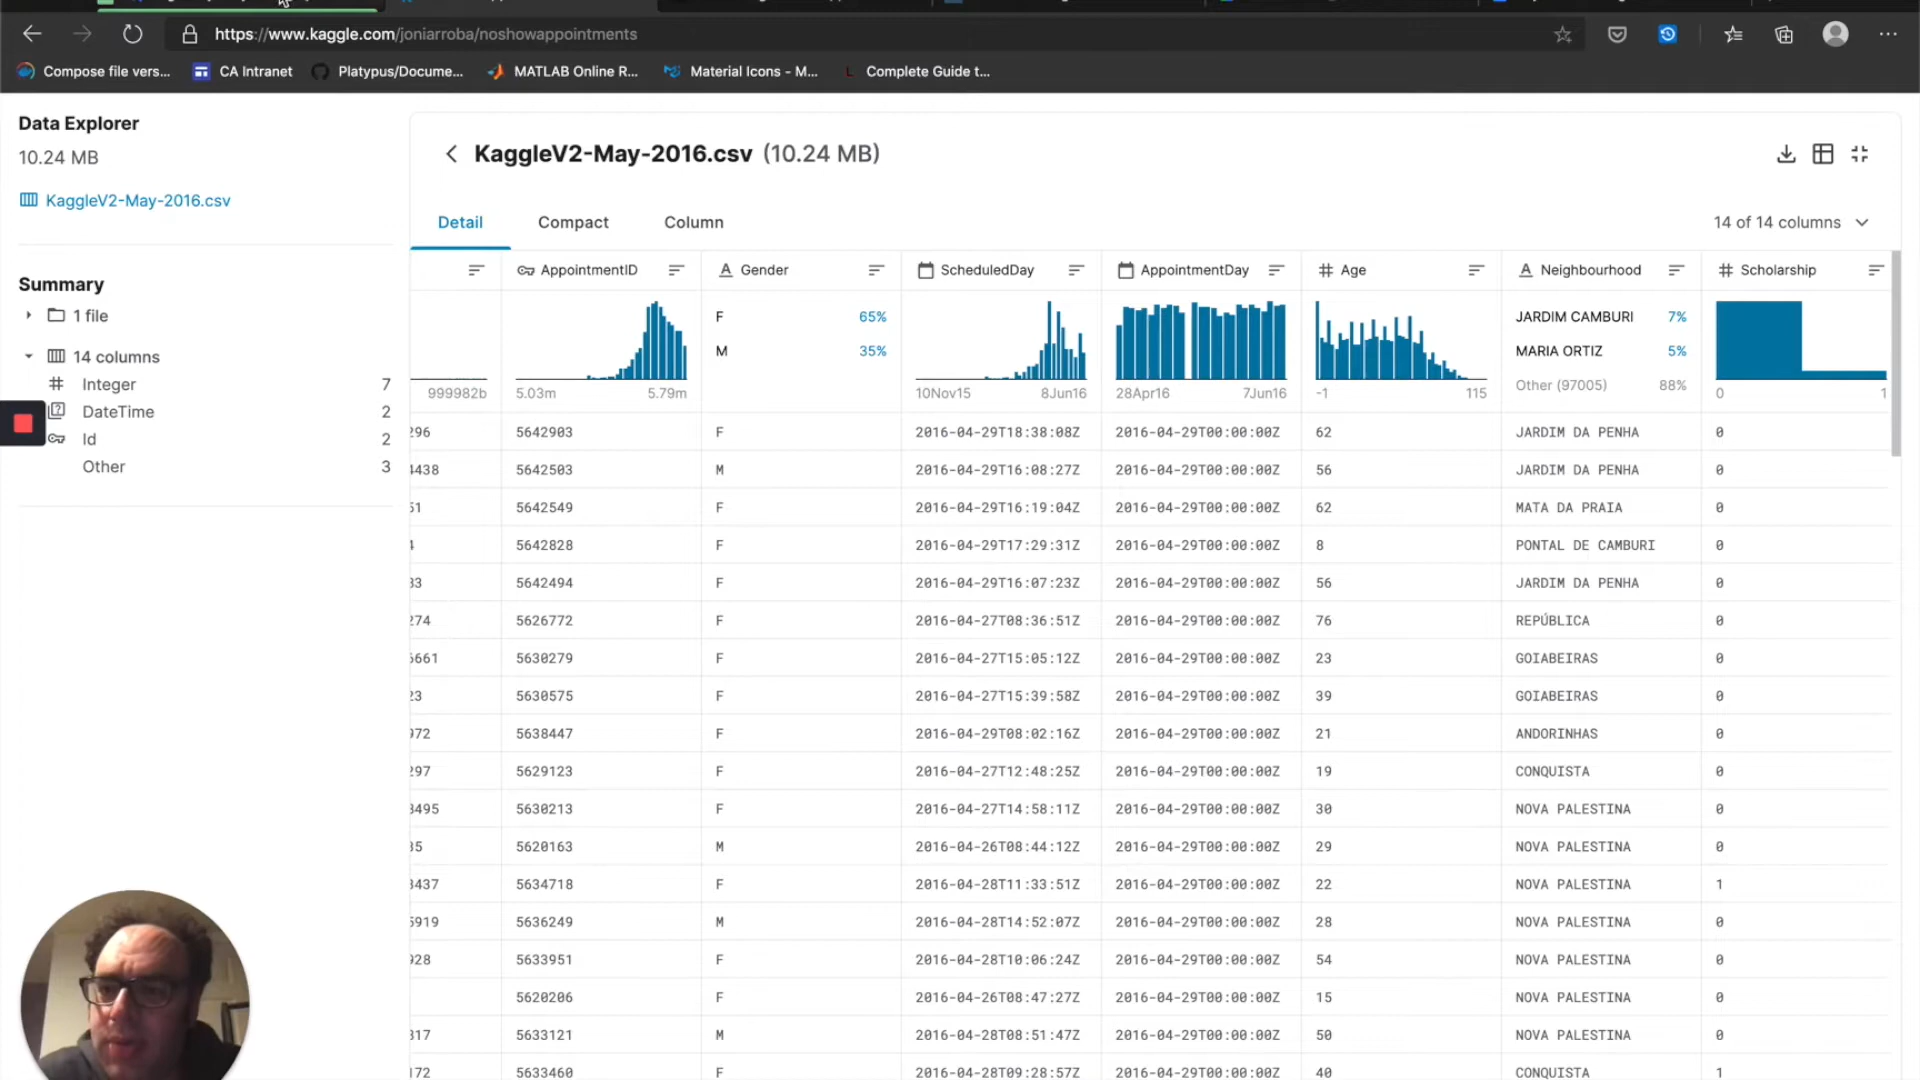 https://www.kaggle.com/joniarroba/noshowappointments
Compose file vers... CA Intranet Platypus/Docume... MATLAB Online R... Material Icons - M... Complete Guide t...
Data Explorer
10.24 MB
KaggleV2-May-2016.csv
Summary
1 file
14 columns
Integer 7
DateTime 2
Id 2
Other 3
KaggleV2-May-2016.csv (10.24 MB)
Detail Compact Column 14 of 14 columns
AppointmentID Gender ScheduledDay AppointmentDay Age Neighbourhood Scholarship
F 65% JARDIM CAMBURI 7%
M 35% MARIA ORTIZ 5%
Other (97005) 88%
999982b 5.03m 5.79m 10Nov15 8Jun16 28Apr16 7Jun16 -1 115 0 1
296 5642903 F 2016-04-29T18:38:08Z 2016-04-29T00:00:00Z 62 JARDIM DA PENHA 0
4438 5642503 M 2016-04-29T16:08:27Z 2016-04-29T00:00:00Z 56 JARDIM DA PENHA 0
51 5642549 F 2016-04-29T16:19:04Z 2016-04-29T00:00:00Z 62 MATA DA PRAIA 0
4 5642828 F 2016-04-29T17:29:31Z 2016-04-29T00:00:00Z 8 PONTAL DE CAMBURI 0
33 5642494 F 2016-04-29T16:07:23Z 2016-04-29T00:00:00Z 56 JARDIM DA PENHA 0
274 5626772 F 2016-04-27T08:36:51Z 2016-04-29T00:00:00Z 76 REPÚBLICA 0
6661 5630279 F 2016-04-27T15:05:12Z 2016-04-29T00:00:00Z 23 GOIABEIRAS 0
23 5630575 F 2016-04-27T15:39:58Z 2016-04-29T00:00:00Z 39 GOIABEIRAS 0
972 5638447 F 2016-04-29T08:02:16Z 2016-04-29T00:00:00Z 21 ANDORINHAS 0
297 5629123 F 2016-04-27T12:48:25Z 2016-04-29T00:00:00Z 19 CONQUISTA 0
3495 5630213 F 2016-04-27T14:58:11Z 2016-04-29T00:00:00Z 30 NOVA PALESTINA 0
35 5620163 M 2016-04-26T08:44:12Z 2016-04-29T00:00:00Z 29 NOVA PALESTINA 0
3437 5634718 F 2016-04-28T11:33:51Z 2016-04-29T00:00:00Z 22 NOVA PALESTINA 1
5919 5636249 M 2016-04-28T14:52:07Z 2016-04-29T00:00:00Z 28 NOVA PALESTINA 0
928 5633951 F 2016-04-28T10:06:24Z 2016-04-29T00:00:00Z 54 NOVA PALESTINA 0
5620206 F 2016-04-26T08:47:27Z 2016-04-29T00:00:00Z 15 NOVA PALESTINA 0
317 5633121 M 2016-04-28T08:51:47Z 2016-04-29T00:00:00Z 50 NOVA PALESTINA 0
172 5633460 F 2016-04-28T09:28:57Z 2016-04-29T00:00:00Z 40 CONQUISTA 1